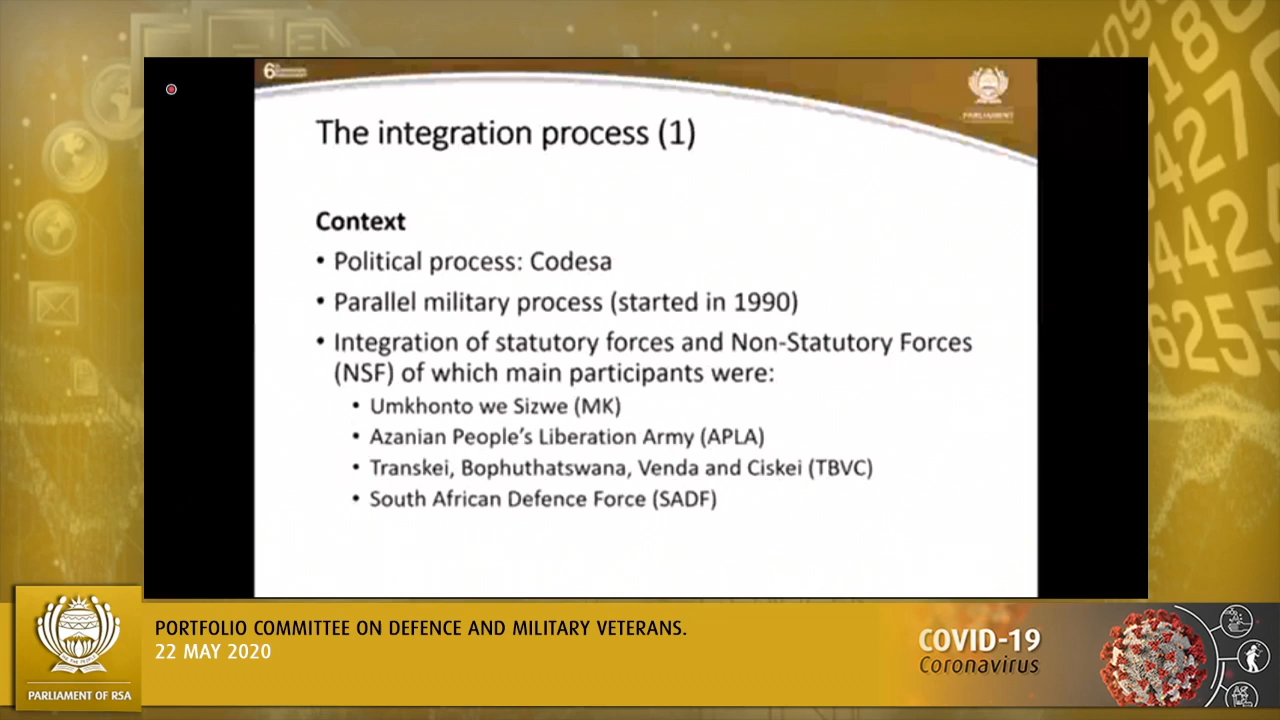 6
PARLIAMENT
The integration process (1)
Context
• Political process: Codesa
• Parallel military process (started in 1990)
• Integration of statutory forces and Non-Statutory Forces
(NSF) of which main participants were:
• Umkhonto we Sizwe (MK)
• Azanian People's Liberation Army (APLA)
• Transkei, Bophuthatswana, Venda and Ciskei (TBVC)
• South African Defence Force (SADF)
PORTFOLIO COMMITTEE ON DEFENCE AND MILITARY VETERANS.
22 MAY 2020
PARLIAMENT OF RSA
COVID-19
Coronavirus